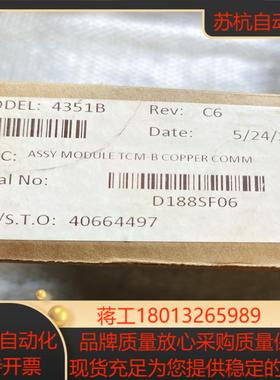 苏杭自动化
ODEL: 4351B
Rev: C6
Date: 5/24/
C: ASSY MODULE TCM-B COPPER COMM
ial No:
D188SF06
/S.T.O: 40664497
蒋工18013265989
自动化
开票
品牌质量放心采购质量保
现货充足为您提供稳定的